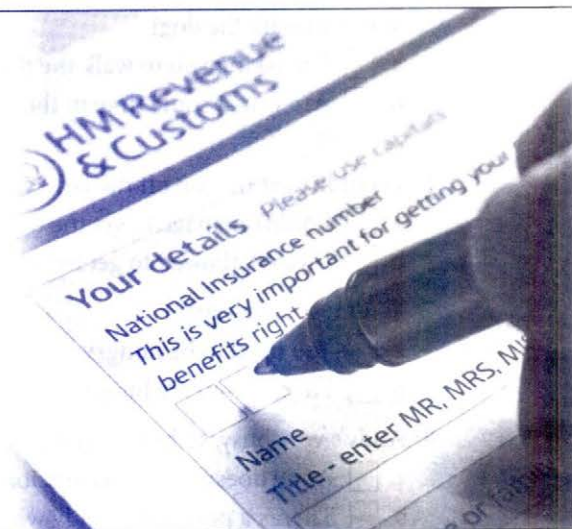 HM Revenue
& Customs
Your details Please use capitals
National Insurance number
This is very important for getting your
benefits right
Name
Title - enter MR, MRS,
or